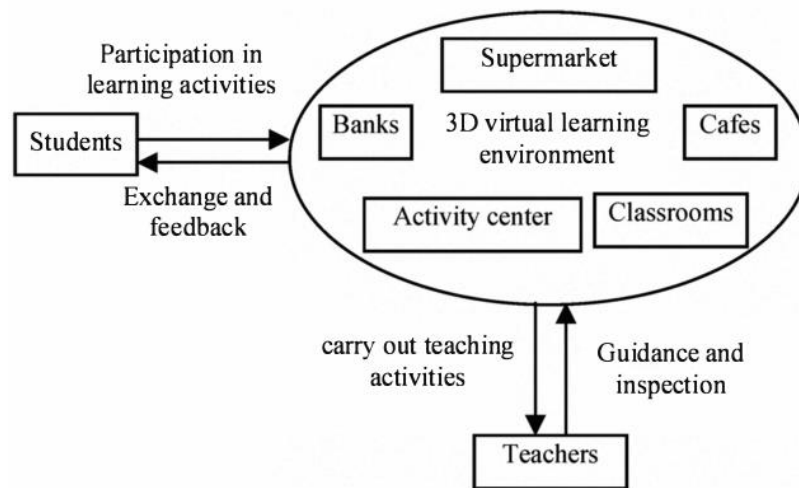 Participation in
learning activities
Students
Exchange and
feedback
Supermarket
Banks
3D virtual learning
environment
Cafes
Activity center
Classrooms
carry out teaching
activities
Guidance and
inspection
Teachers